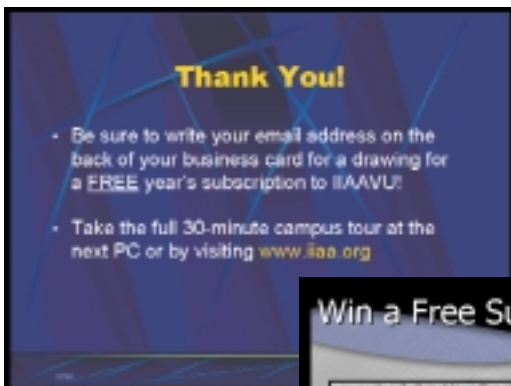 Thank You!
• Be sure to write your email address on the
back of your business card for a drawing for
a FREE year's subscription to IIAAVU!
• Take the full 30-minute campus tour at the
next PC or by visiting www.iiaa.org
Win a Free